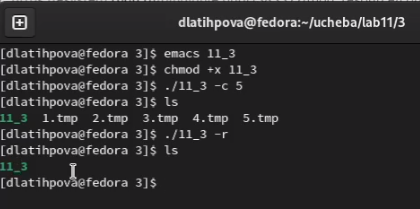 dlatihpova@fedora:~/ucheba/lab11/3
[dlatihpova@fedora 3]$ emacs 11_3
[dlatihpova@fedora 3]$ chmod +x 11_3
[dlatihpova@fedora 3]$ ./11_3 -c 5
[dlatihpova@fedora 3]$ ls
11_3 1.tmp 2.tmp 3.tmp 4.tmp 5.tmp
[dlatihpova@fedora 3]$ ./11_3 -r
[dlatihpova@fedora 3]$ ls
11_3
[dlatihpova@fedora 3]$